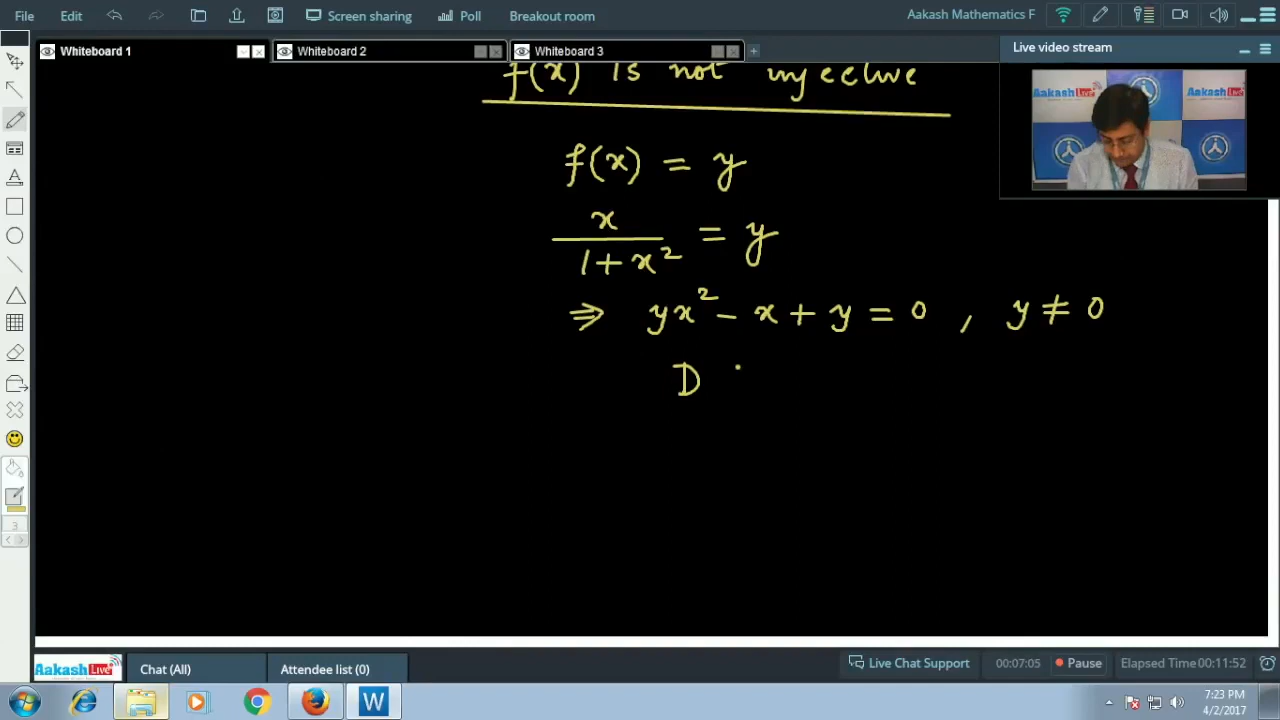 File Edit Screen sharing Poll Breakout room Aakash Mathematics F
Whiteboard 1 Whiteboard 2 Whiteboard 3 + Live video stream
f(x) is not injective
f(x) = y
x / 1+x² = y
⇒ yx² - x + y = 0 , y ≠ 0
D
A
3
AakashLive Chat (All) Attendee list (0) Live Chat Support 00:07:05 Pause Elapsed Time 00:11:52
W 7:23 PM
4/2/2017